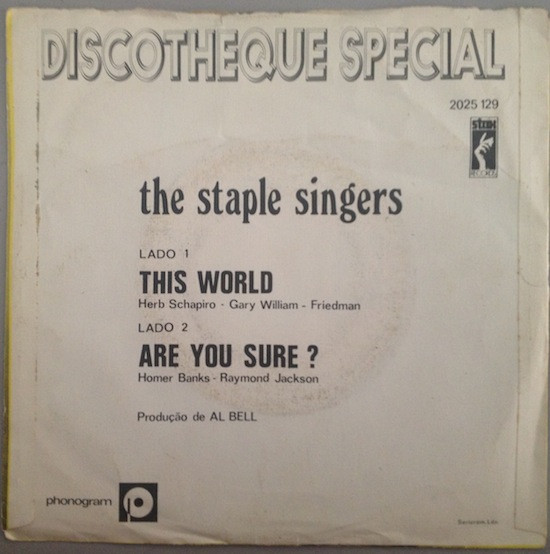 DISCOTHEQUE SPECIAL
2025 129
stax
RECORDS
the staple singers
LADO 1
THIS WORLD
Herb Schapiro - Gary William - Friedman
LADO 2
ARE YOU SURE ?
Homer Banks - Raymond Jackson
Produção de AL BELL
phonogram